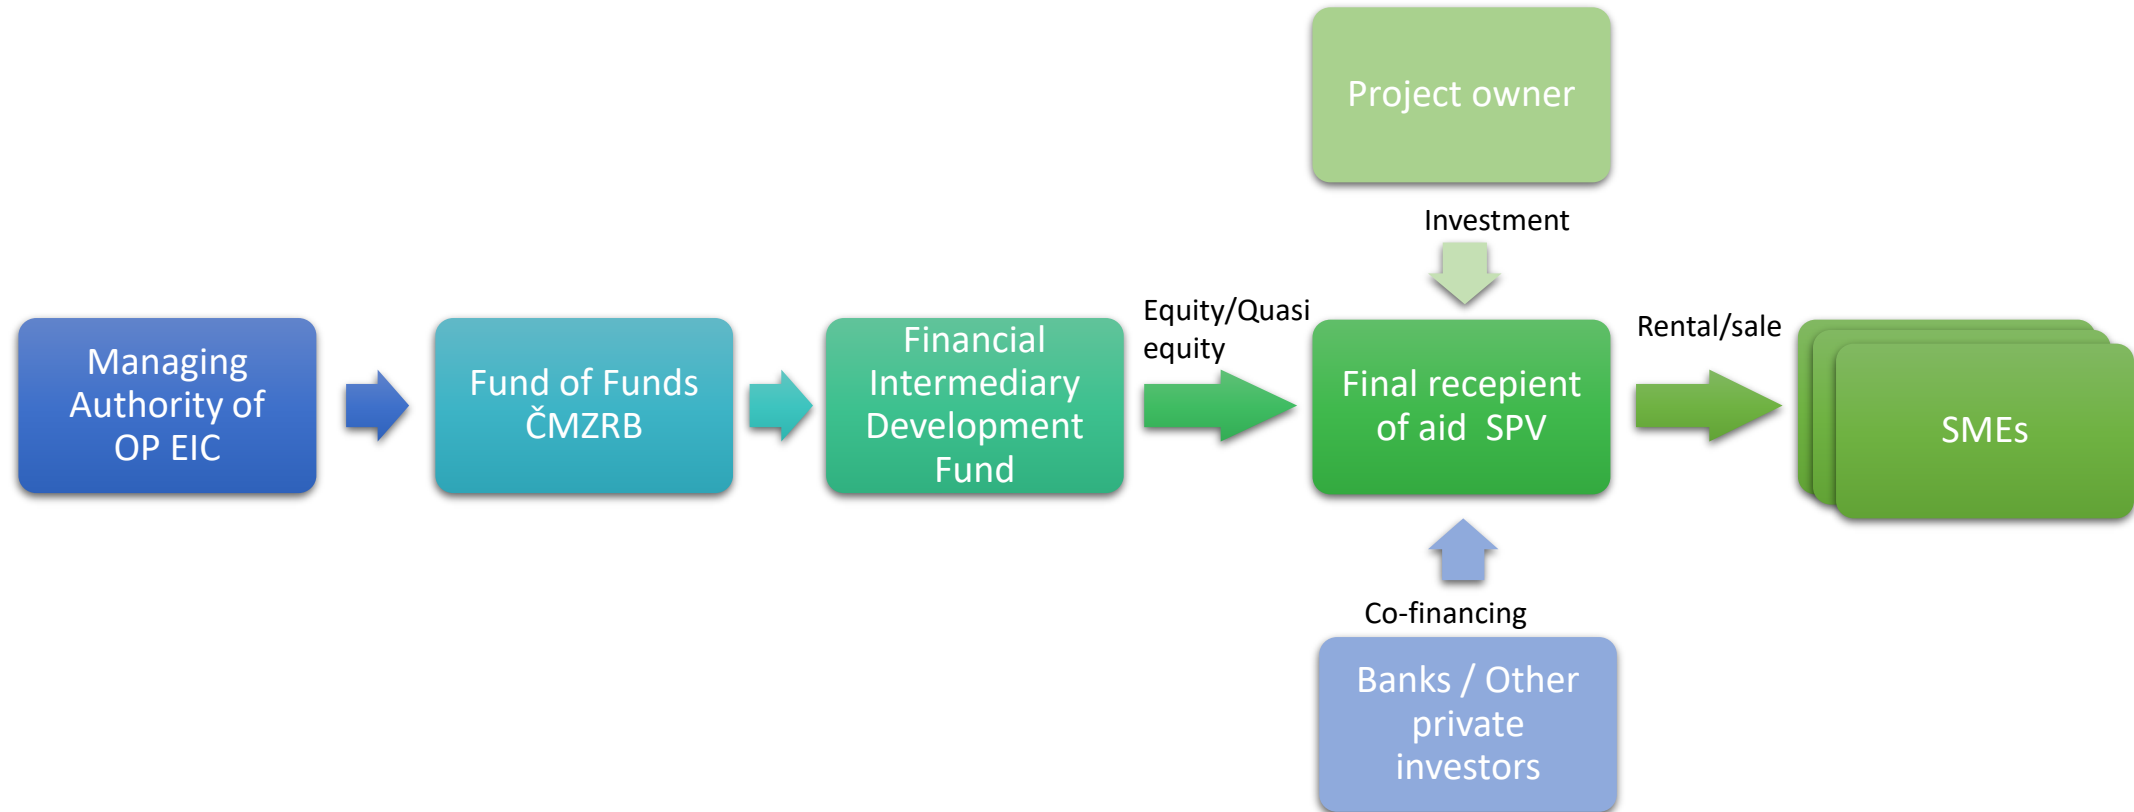 Project owner
Investment
Managing
Authority of
OP EIC
Fund of Funds
ČMZRB
Financial
Intermediary
Development
Fund
Equity/Quasi
equity
Final recepient
of aid  SPV
Rental/sale
SMEs
Co-financing
Banks / Other
private
investors